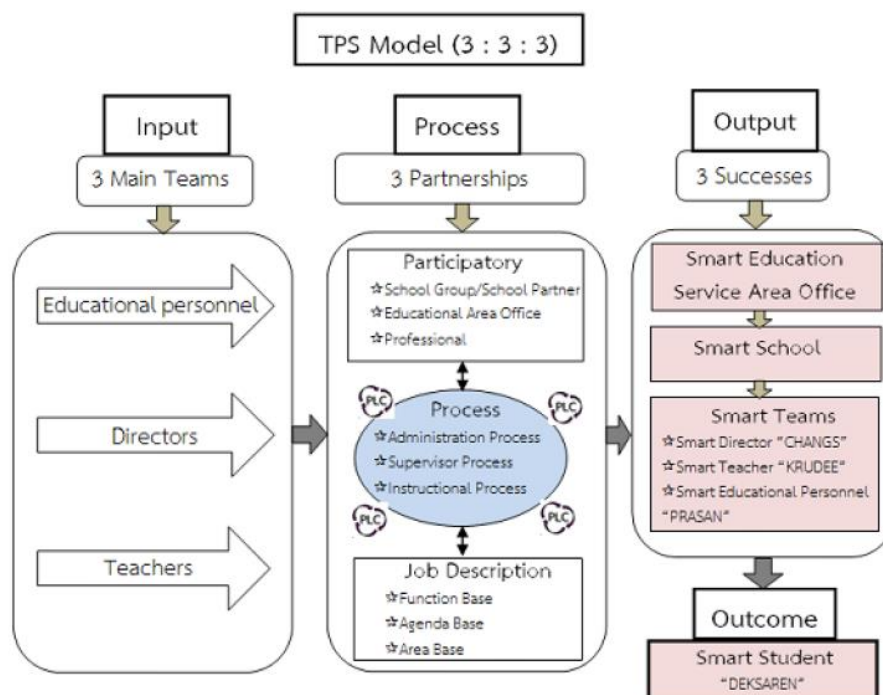 TPS Model (3 : 3 : 3)
Input
3 Main Teams
Educational personnel
Directors
Teachers
Process
3 Partnerships
Participatory
☆School Group/School Partner
☆Educational Area Office
☆Professional
PLC
PLC
Process
☆Administration Process
☆Supervisor Process
☆Instructional Process
PLC
PLC
Job Description
☆Function Base
☆Agenda Base
☆Area Base
Output
3 Successes
Smart Education
Service Area Office
Smart School
Smart Teams
☆Smart Director "CHANGS"
☆Smart Teacher "KRUDEE"
☆Smart Educational Personnel
"PRASAN"
Outcome
Smart Student
"DEKSAREN"